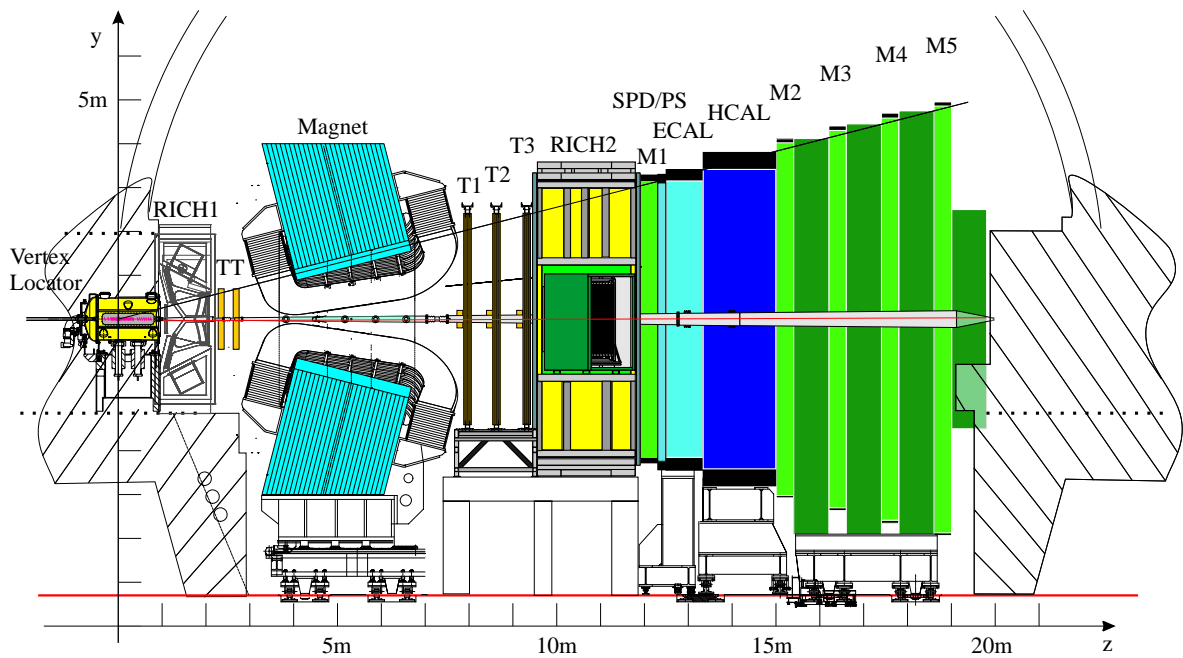 y
5m
Vertex
Locator
RICH1
TT
Magnet
T1
T2
T3
RICH2
M1
SPD/PS
ECAL
HCAL
M2
M3
M4
M5
5m
10m
15m
20m
z